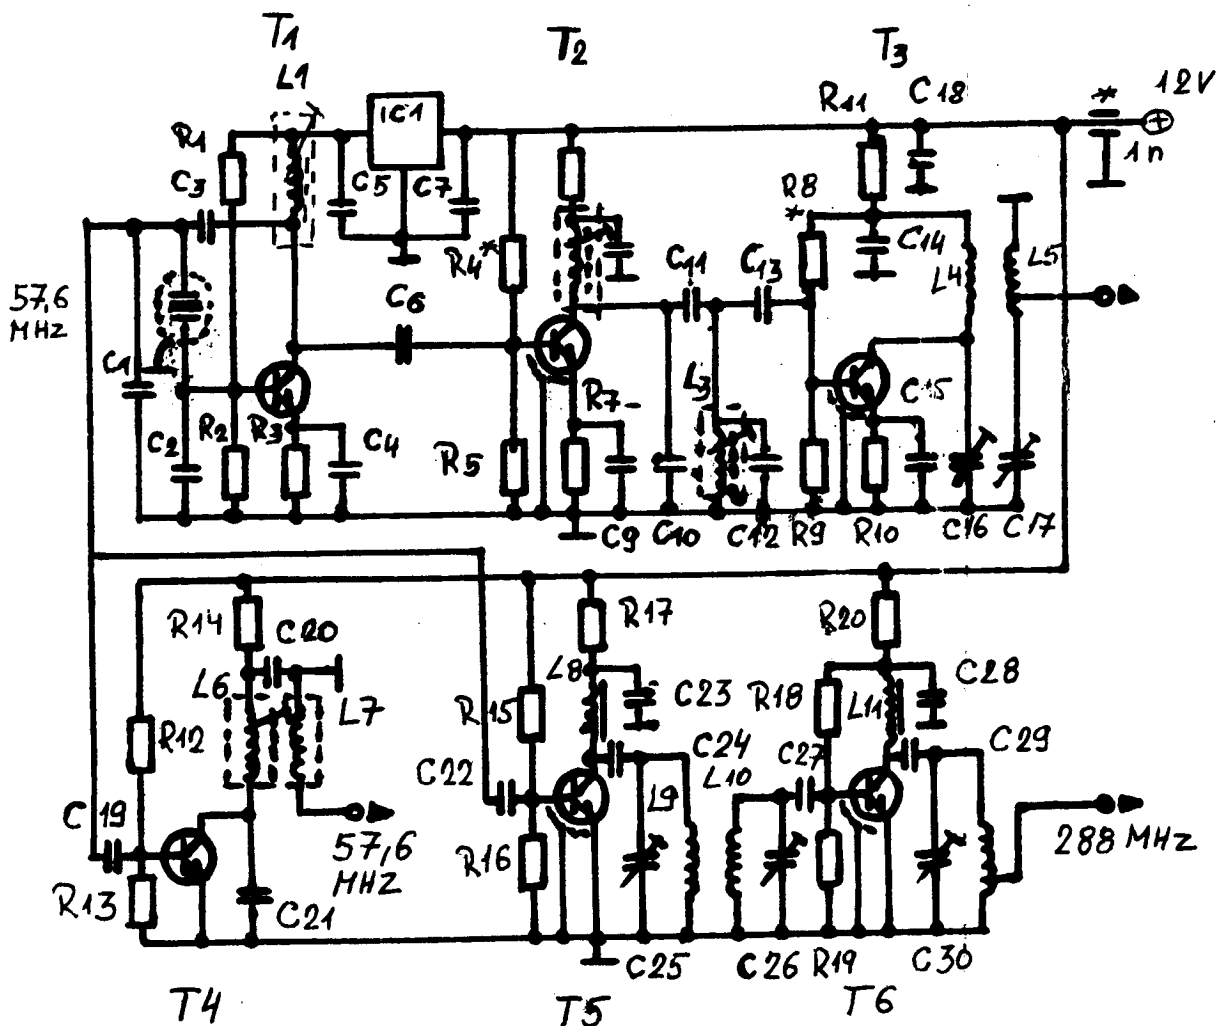 T1
T2
T3
L1
IC1
R11
C18
*
12V
1n
R1
C3
C5
C7
R8
*
R4*
C11
C13
C14
L4
L5
57,6
MHZ
C6
C1
L3
R7
C15
C2
R2
R3
C4
R5
C9
C10
C12
R9
R10
C16
C17
R14
C20
R17
R20
L6
L7
L8
C23
R15
R18
L11
C28
R12
C22
C24
C27
C29
L10
L9
C19
57,6
MHZ
R16
288 MHZ
R13
C21
C25
C26
R19
C30
T4
T5
T6